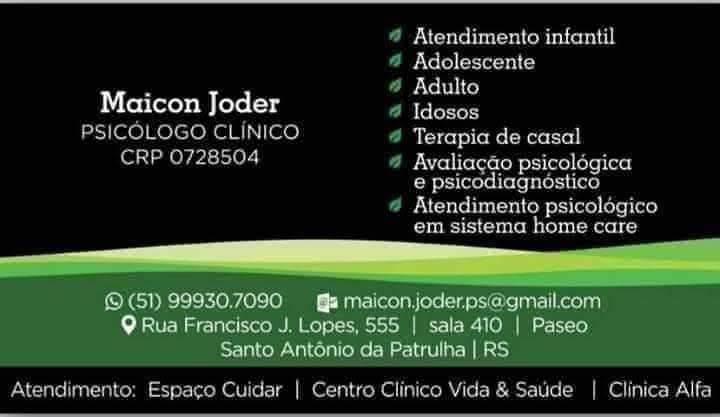 Maicon Joder
PSICÓLOGO CLÍNICO
CRP 0728504
Atendimento infantil
Adolescente
Adulto
Idosos
Terapia de casal
Avaliação psicológica
e psicodiagnóstico
Atendimento psicológico
em sistema home care
(51) 99930.7090 maicon.joder.ps@gmail.com
Rua Francisco J. Lopes, 555 | sala 410 | Paseo
Santo Antônio da Patrulha | RS
Atendimento: Espaço Cuidar | Centro Clínico Vida & Saúde | Clínica Alfa